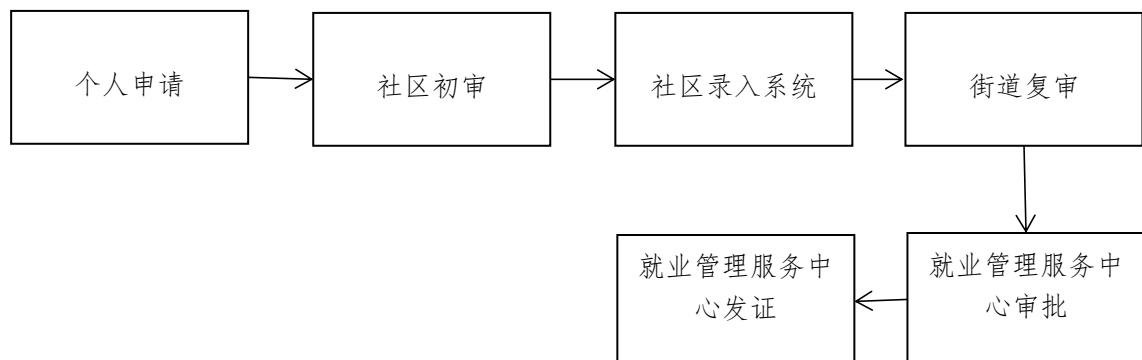 个人申请
社区初审
社区录入系统
街道复审
就业管理服务中
心审批
就业管理服务中
心发证